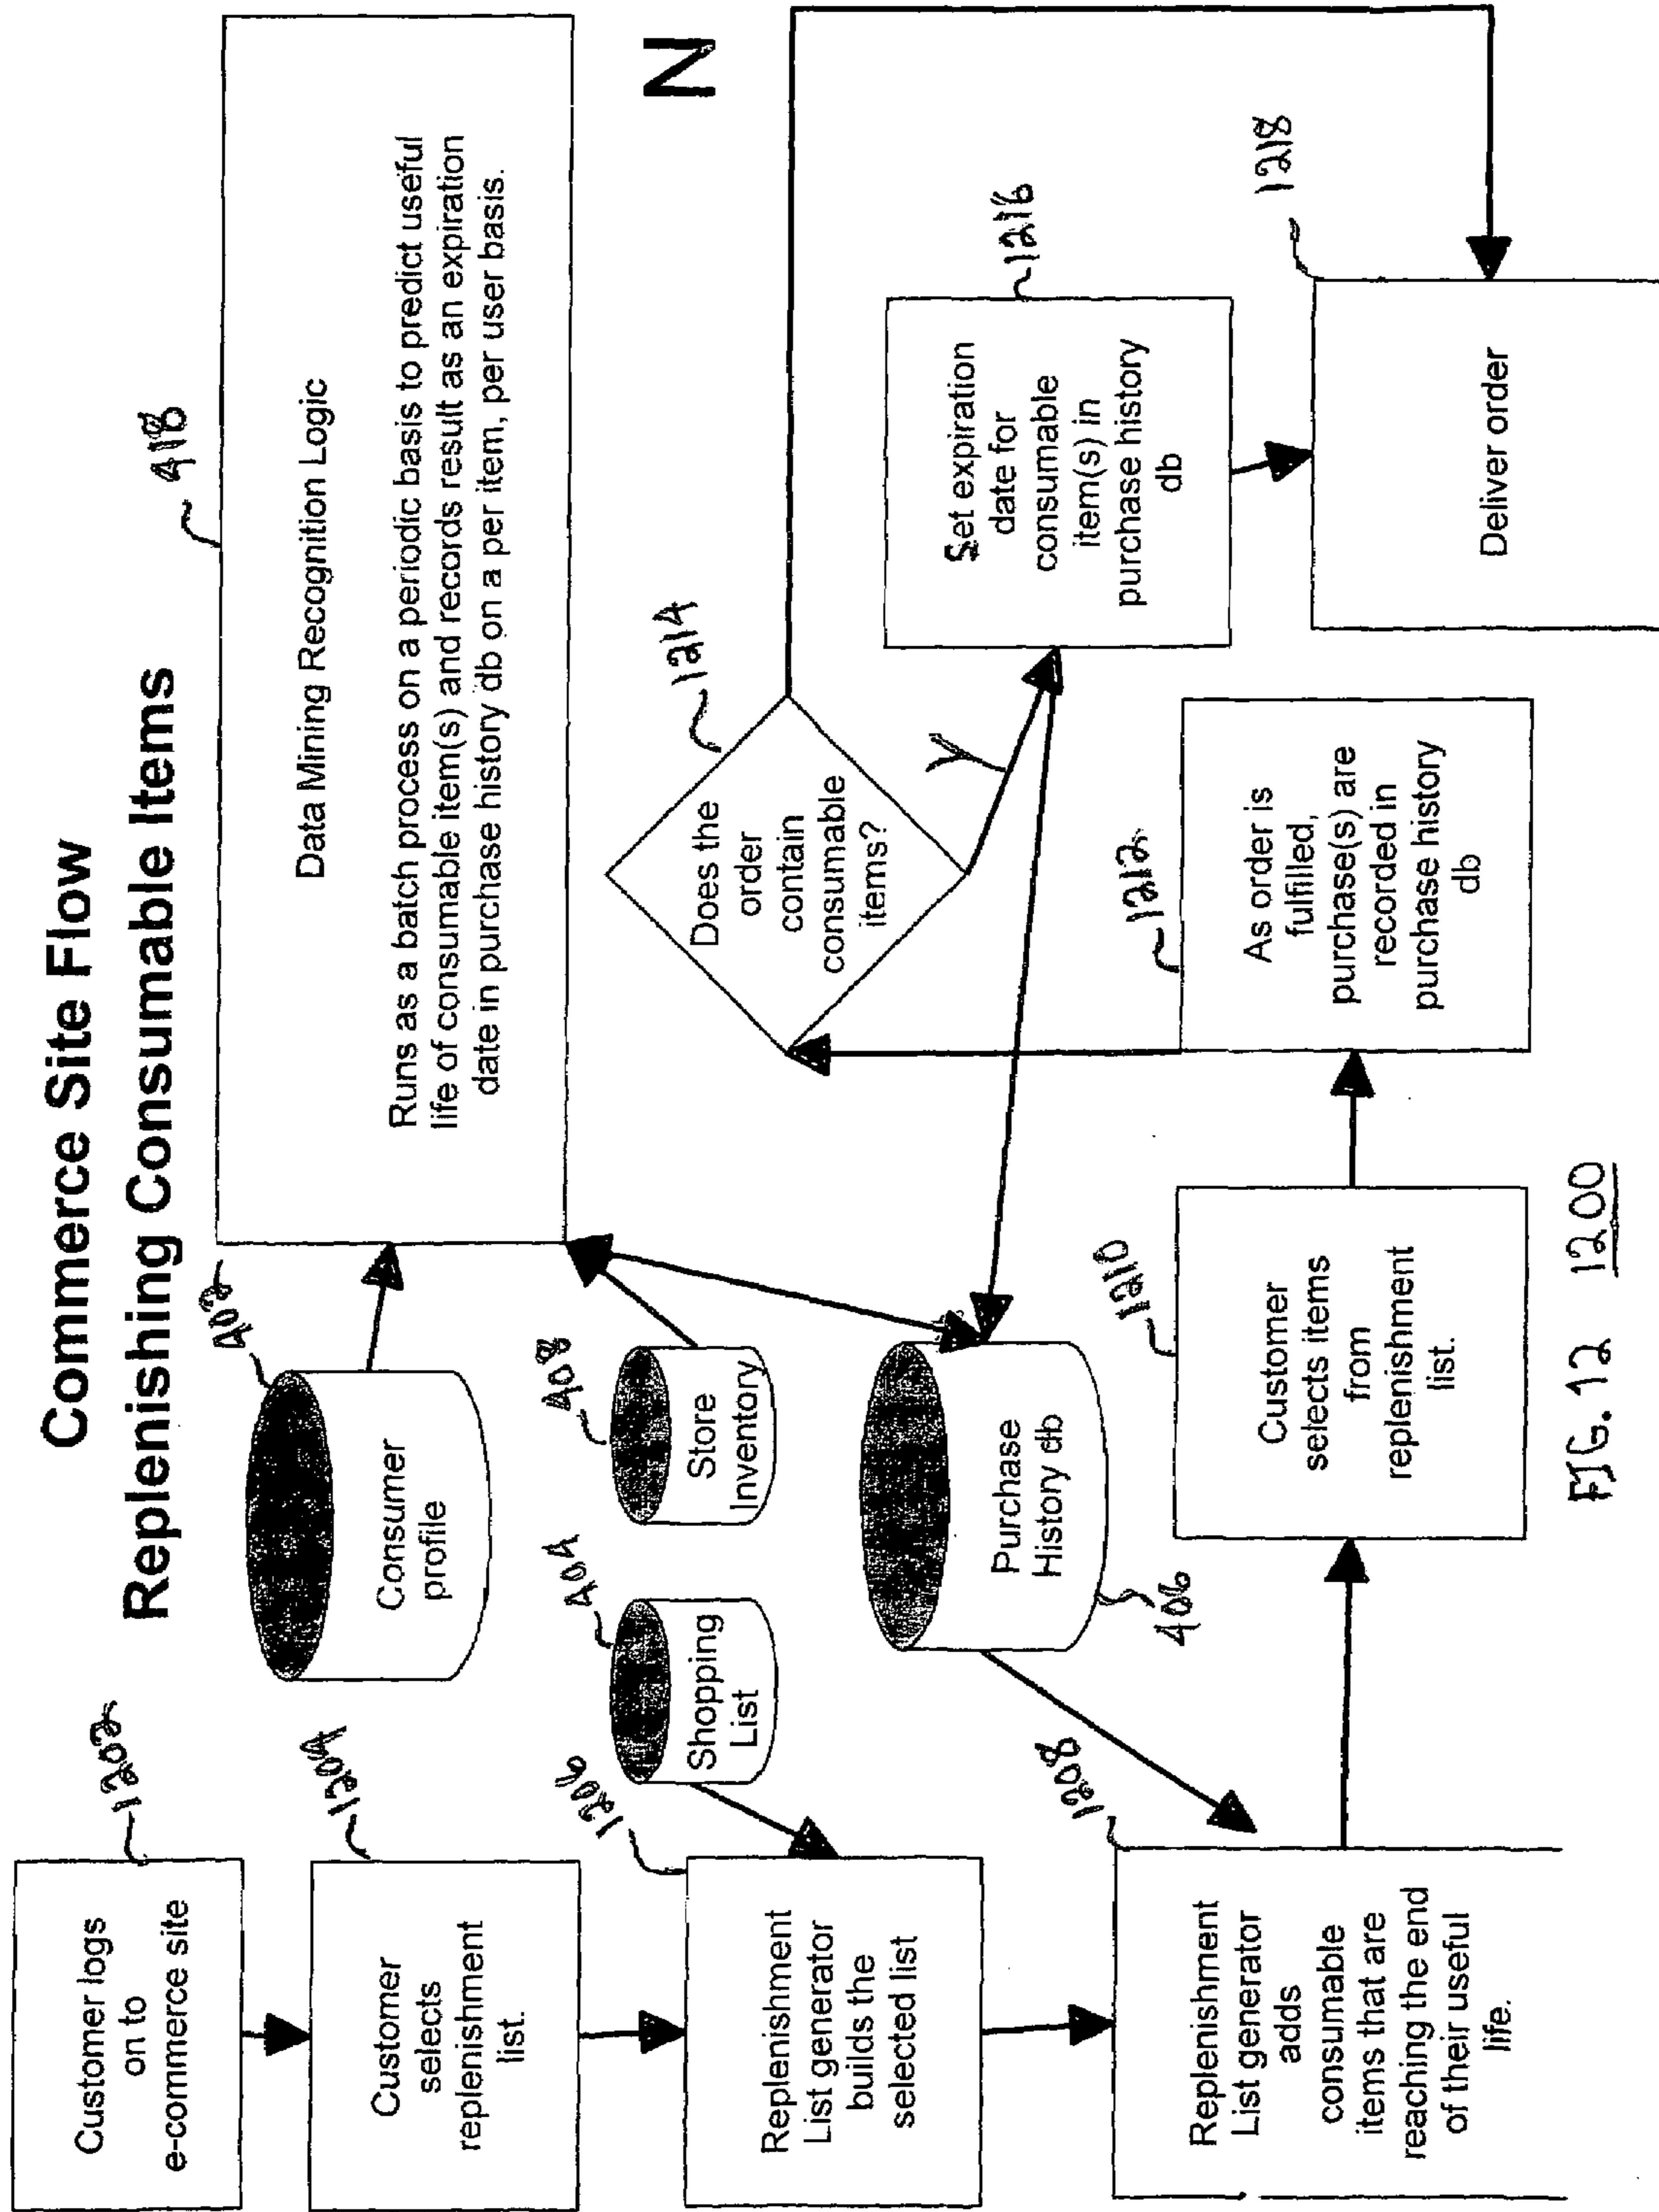 Commerce Site Flow
Replenishing Consumable Items
Customer logs
on to
e-commerce site
1202
Customer
selects
replenishment
list.
1204
Replenishment
List generator
builds the
selected list
1206
Replenishment
List generator
adds
consumable
items that are
reaching the end
of their useful
life.
1208
Consumer
profile
402
Shopping
List
404
Store
Inventory
408
Purchase
History db
406
Data Mining Recognition Logic
Runs as a batch process on a periodic basis to predict useful
life of consumable item(s) and records result as an expiration
date in purchase history db on a per item, per user basis.
418
Customer
selects items
from
replenishment
list.
1210
As order is
fulfilled,
purchase(s) are
recorded in
purchase history
db
1212
Does the
order
contain
consumable
items?
1214
Y
N
Set expiration
date for
consumable
item(s) in
purchase history
db
1216
Deliver order
1218
FIG. 12 1200